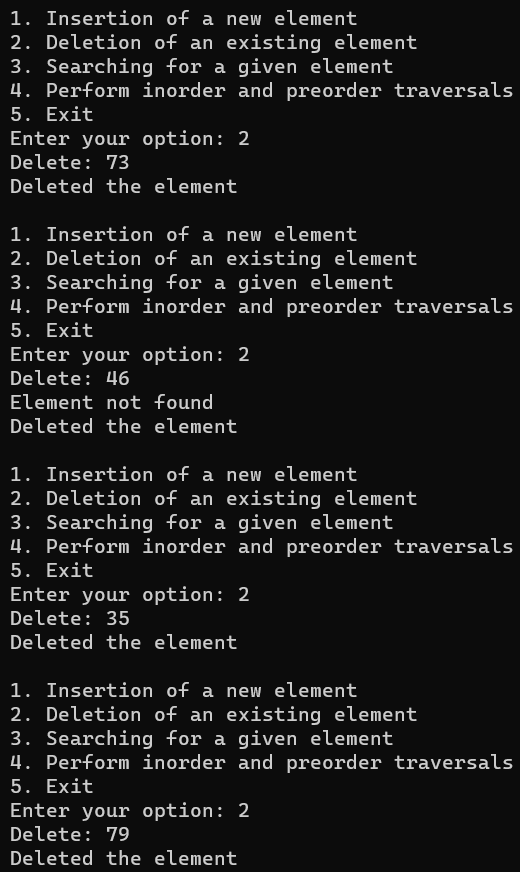 1. Insertion of a new element
2. Deletion of an existing element
3. Searching for a given element
4. Perform inorder and preorder traversals
5. Exit
Enter your option: 2
Delete: 73
Deleted the element
1. Insertion of a new element
2. Deletion of an existing element
3. Searching for a given element
4. Perform inorder and preorder traversals
5. Exit
Enter your option: 2
Delete: 46
Element not found
Deleted the element
1. Insertion of a new element
2. Deletion of an existing element
3. Searching for a given element
4. Perform inorder and preorder traversals
5. Exit
Enter your option: 2
Delete: 35
Deleted the element
1. Insertion of a new element
2. Deletion of an existing element
3. Searching for a given element
4. Perform inorder and preorder traversals
5. Exit
Enter your option: 2
Delete: 79
Deleted the element